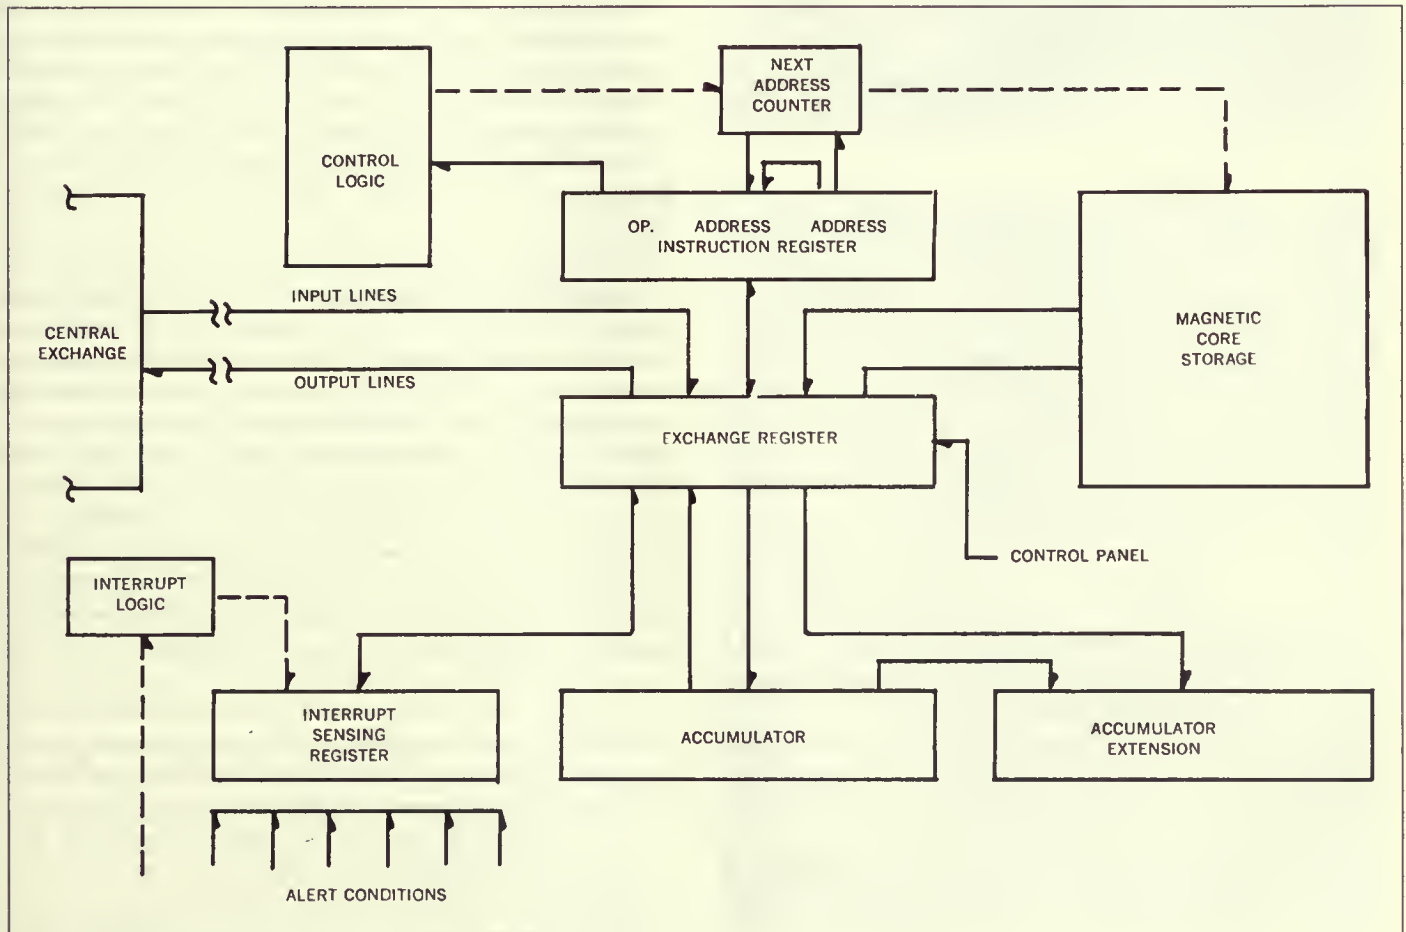 NEXT
ADDRESS
COUNTER
CONTROL
LOGIC
OP. ADDRESS ADDRESS
INSTRUCTION REGISTER
INPUT LINES
MAGNETIC
CORE
STORAGE
CENTRAL
EXCHANGE
OUTPUT LINES
EXCHANGE REGISTER
CONTROL PANEL
INTERRUPT
LOGIC
INTERRUPT
SENSING
REGISTER
ACCUMULATOR
ACCUMULATOR
EXTENSION
ALERT CONDITIONS